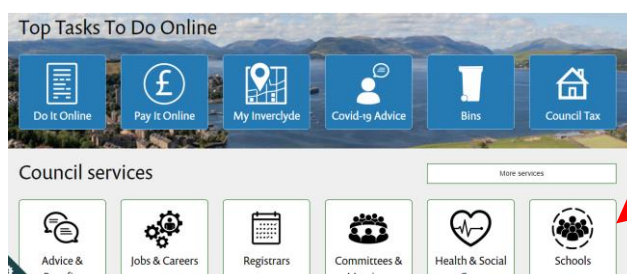 Top Tasks To Do Online
Do It Online
Pay It Online
My Inverclyde
Covid-19 Advice
Bins
Council Tax
Council services
More services
Advice &
Jobs & Careers
Registrars
Committees &
Health & Social
Schools